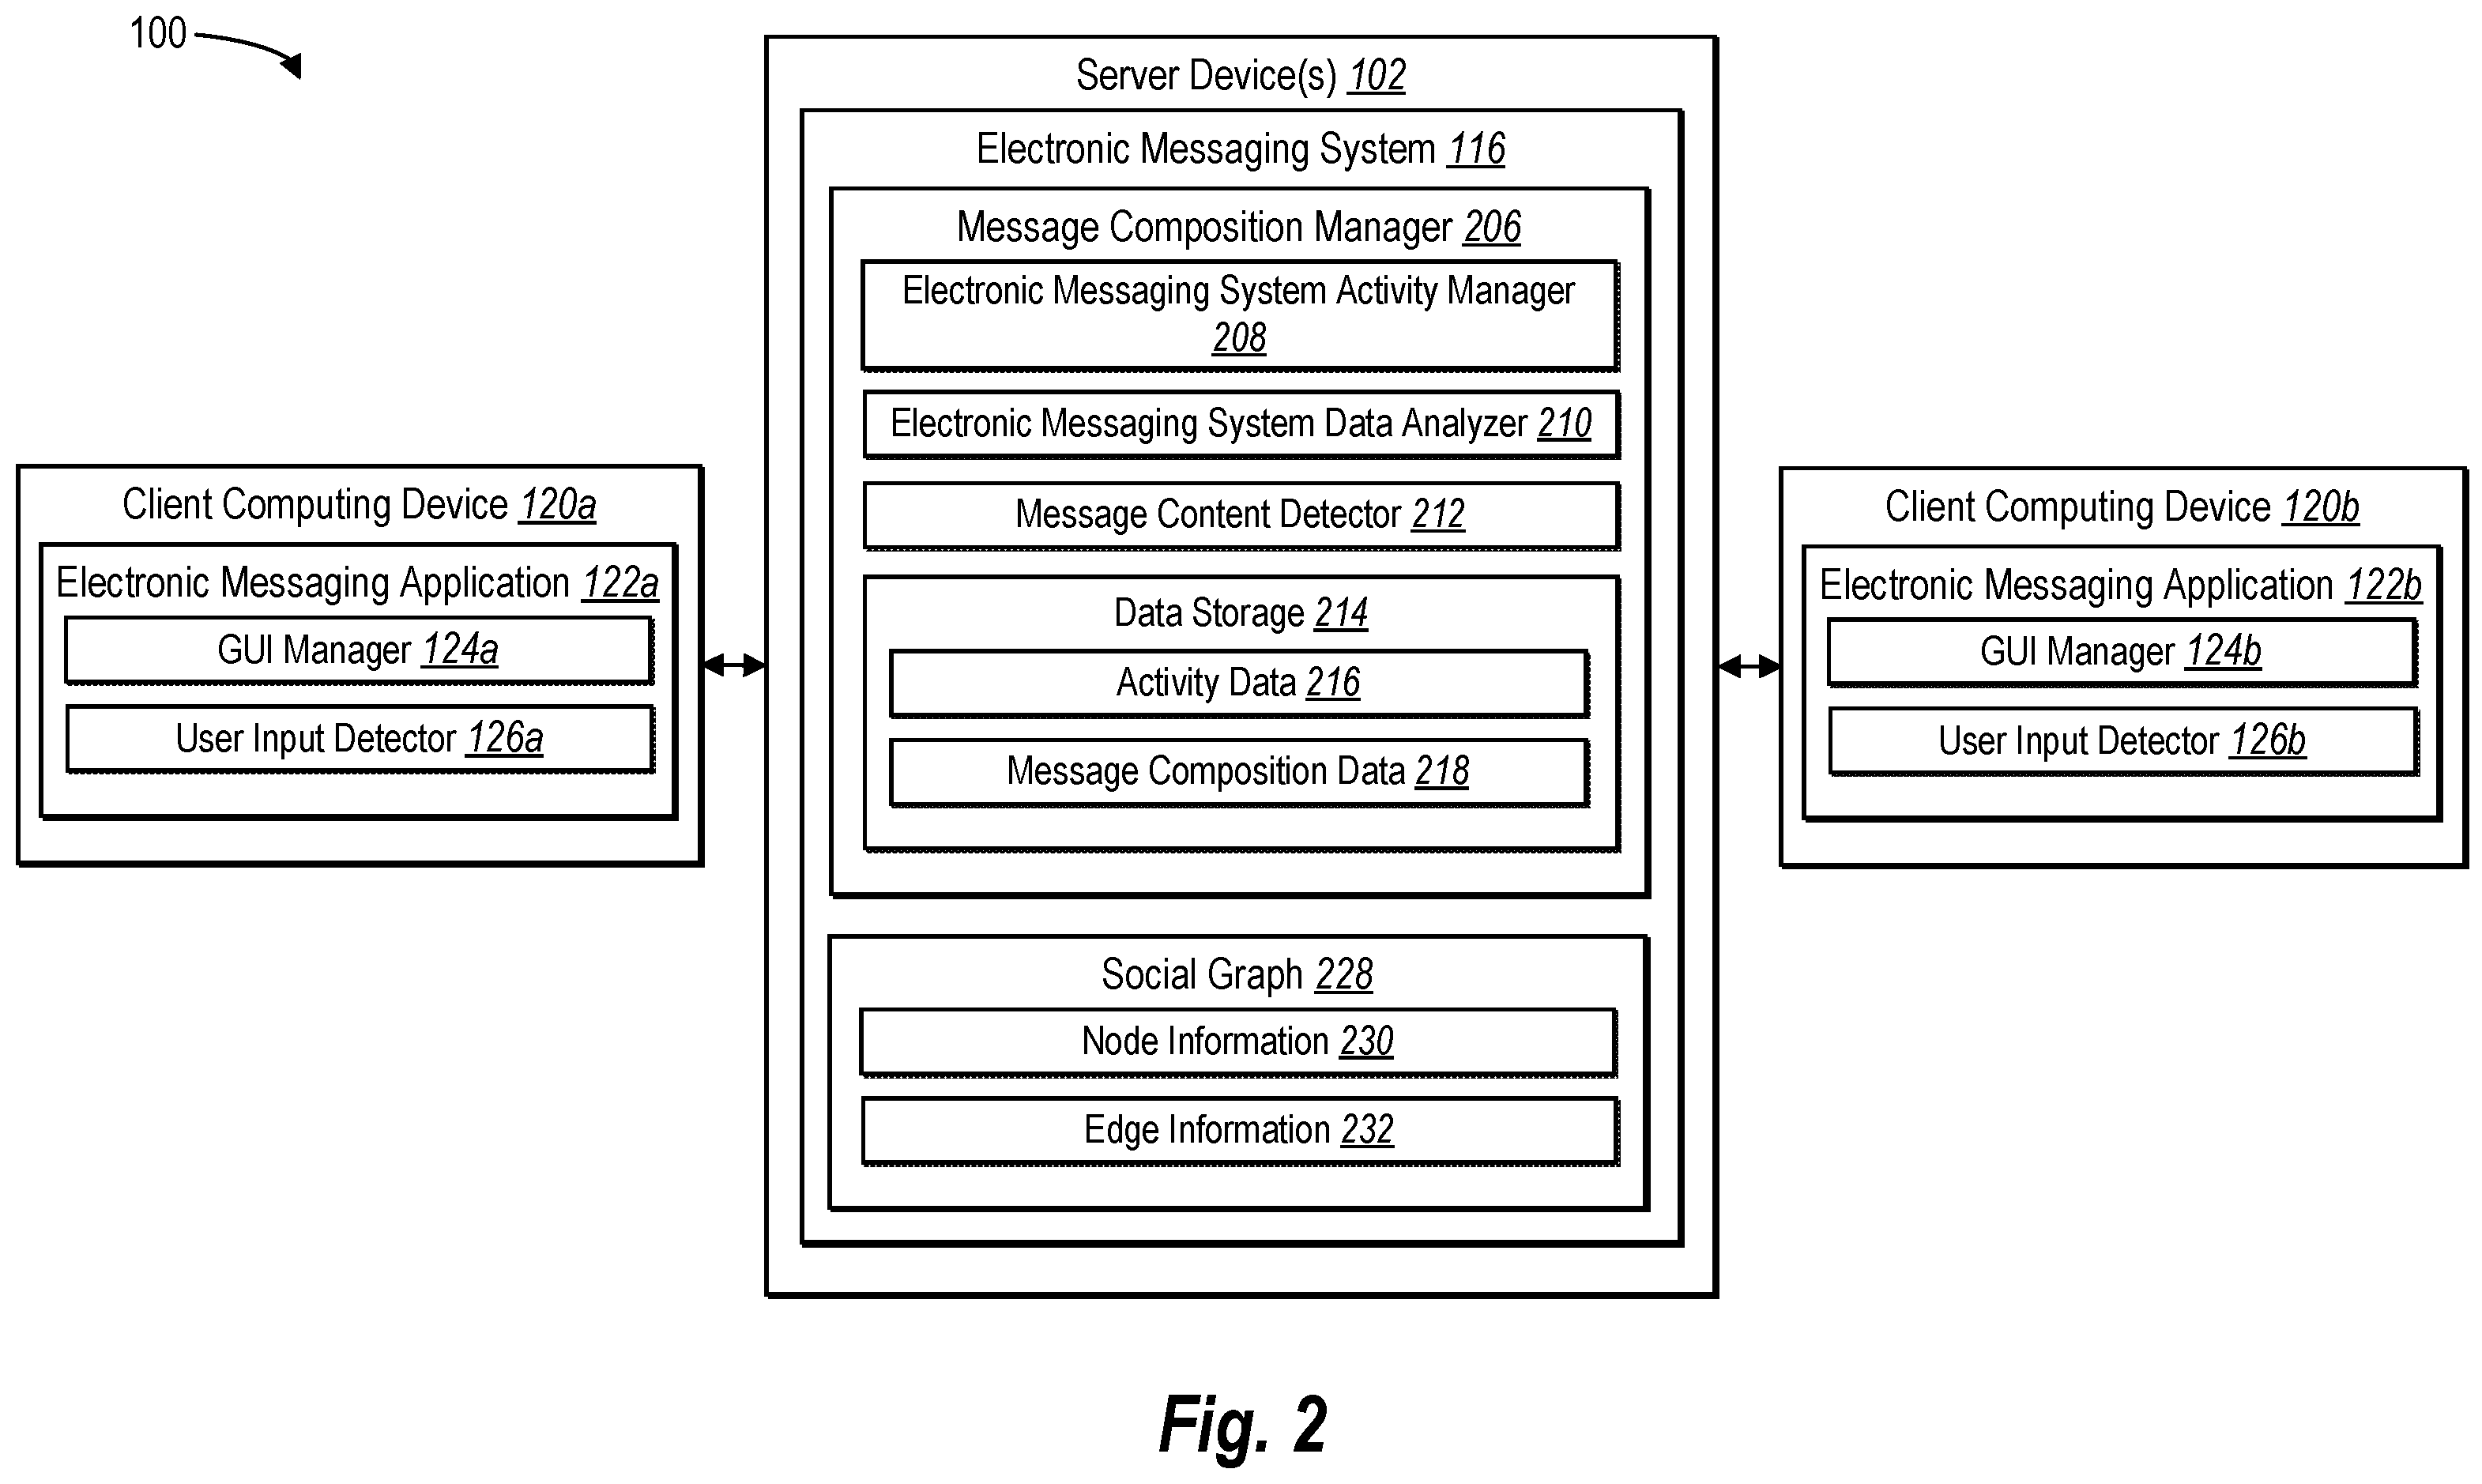 100
Server Device(s) 102
Electronic Messaging System 116
Message Composition Manager 206
Electronic Messaging System Activity Manager
208
Electronic Messaging System Data Analyzer 210
Message Content Detector 212
Data Storage 214
Activity Data 216
Message Composition Data 218
Social Graph 228
Node Information 230
Edge Information 232
Client Computing Device 120a
Electronic Messaging Application 122a
GUI Manager 124a
User Input Detector 126a
Client Computing Device 120b
Electronic Messaging Application 122b
GUI Manager 124b
User Input Detector 126b
Fig. 2